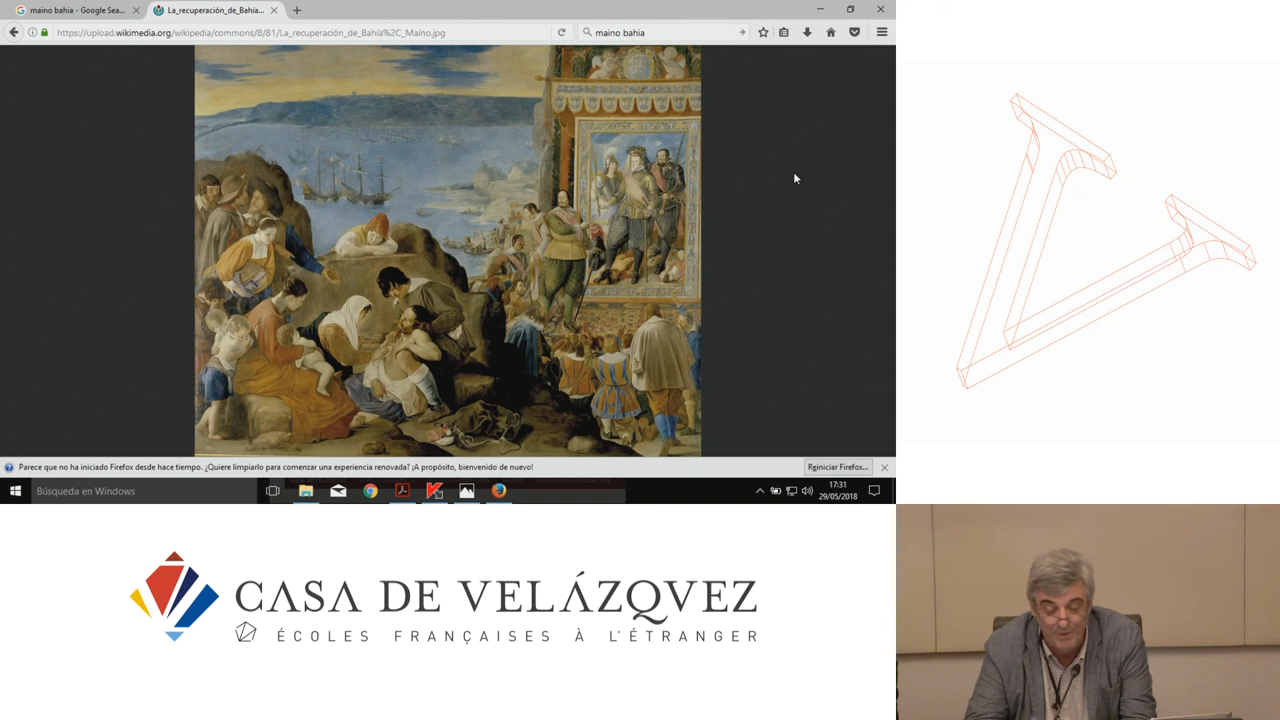 maino bahia - Google Sea...
La_recuperación_de_Bahía...
https://upload.wikimedia.org/wikipedia/commons/8/81/La_recuperación_de_Bahía%2C_Maíno.jpg
maino bahia
Parece que no ha iniciado Firefox desde hace tiempo. ¿Quiere limpiarlo para comenzar una experiencia renovada? ¡A propósito, bienvenido de nuevo!
Reiniciar Firefox...
Búsqueda en Windows
17:31
29/05/2018
CASA DE VELÁZQVEZ
ÉCOLES FRANÇAISES À L'ÉTRANGER